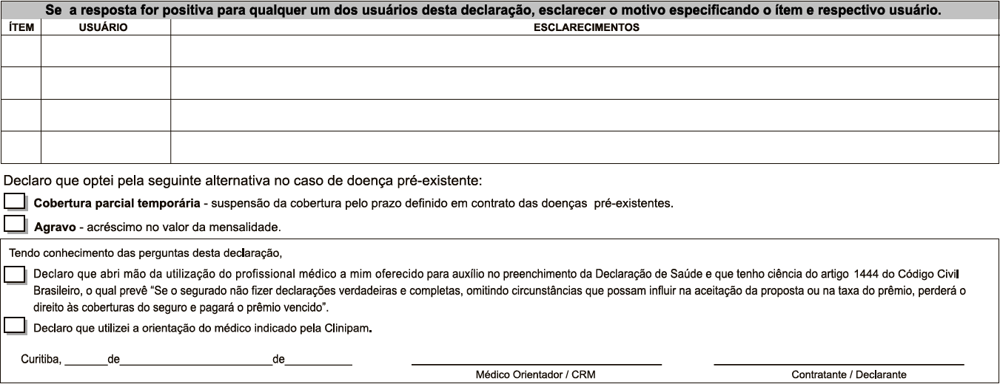 Se a resposta for positiva para qualquer um dos usuários desta declaração, esclarecer o motivo especificando o ítem e respectivo usuário.
ÍTEM USUÁRIO ESCLARECIMENTOS
Declaro que optei pela seguinte alternativa no caso de doença pré-existente:
Cobertura parcial temporária - suspensão da cobertura pelo prazo definido em contrato das doenças pré-existentes.
Agravo - acréscimo no valor da mensalidade.
Tendo conhecimento das perguntas desta declaração,
Declaro que abri mão da utilização do profissional médico a mim oferecido para auxílio no preenchimento da Declaração de Saúde e que tenho ciência do artigo 1444 do Código Civil
Brasileiro, o qual prevê “Se o segurado não fizer declarações verdadeiras e completas, omitindo circunstâncias que possam influir na aceitação da proposta ou na taxa do prêmio, perderá o
direito às coberturas do seguro e pagará o prêmio vencido”.
Declaro que utilizei a orientação do médico indicado pela Clinipam.
Curitiba, _______de_________________________de___________
Médico Orientador / CRM Contratante / Declarante